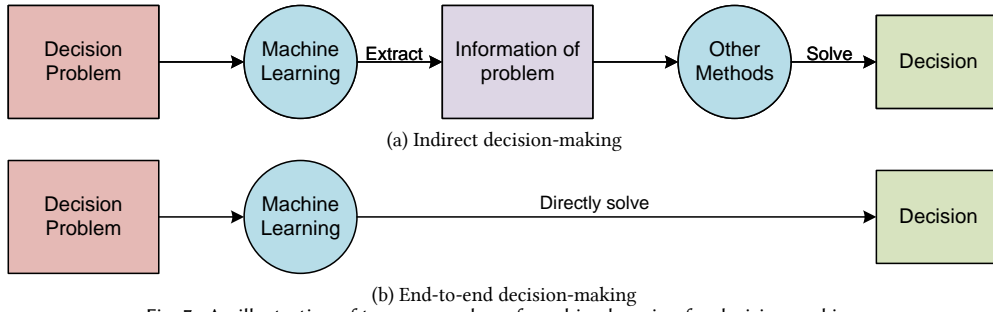 Decision
Problem
Machine
Learning
Extract
Information of
problem
Other
Methods
Solve
Decision
(a) Indirect decision-making
Decision
Problem
Machine
Learning
Directly solve
Decision
(b) End-to-end decision-making